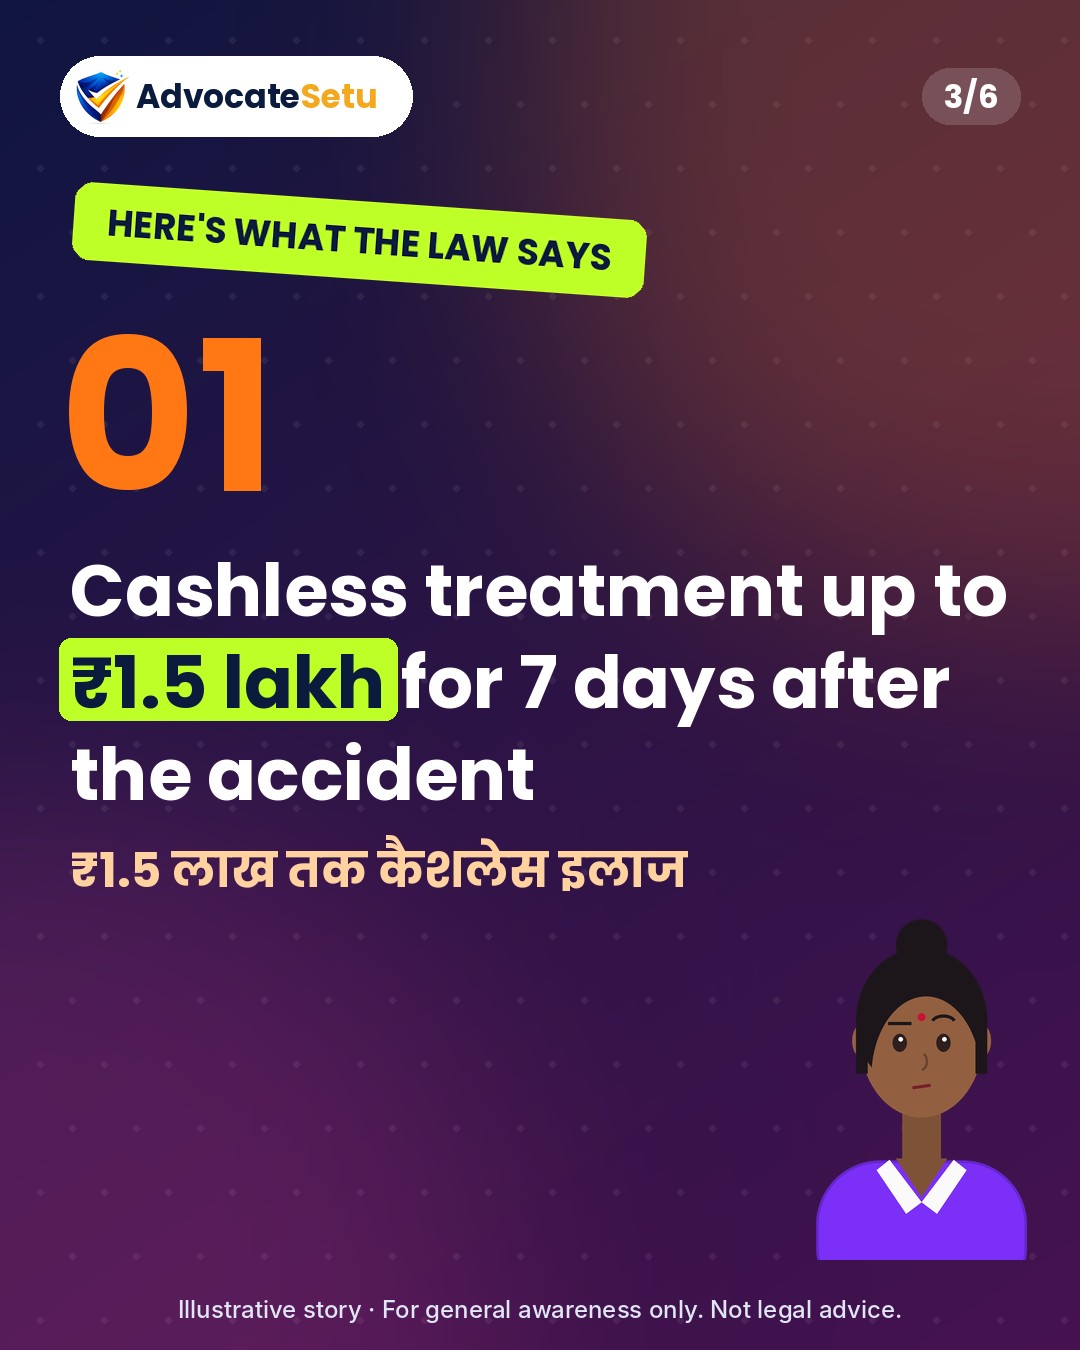 AdvocateSetu
3/6
HERE'S WHAT THE LAW SAYS
01
Cashless treatment up to
₹1.5 lakh for 7 days after
the accident
₹1.5 लाख तक कैशलेस इलाज
Illustrative story · For general awareness only. Not legal advice.